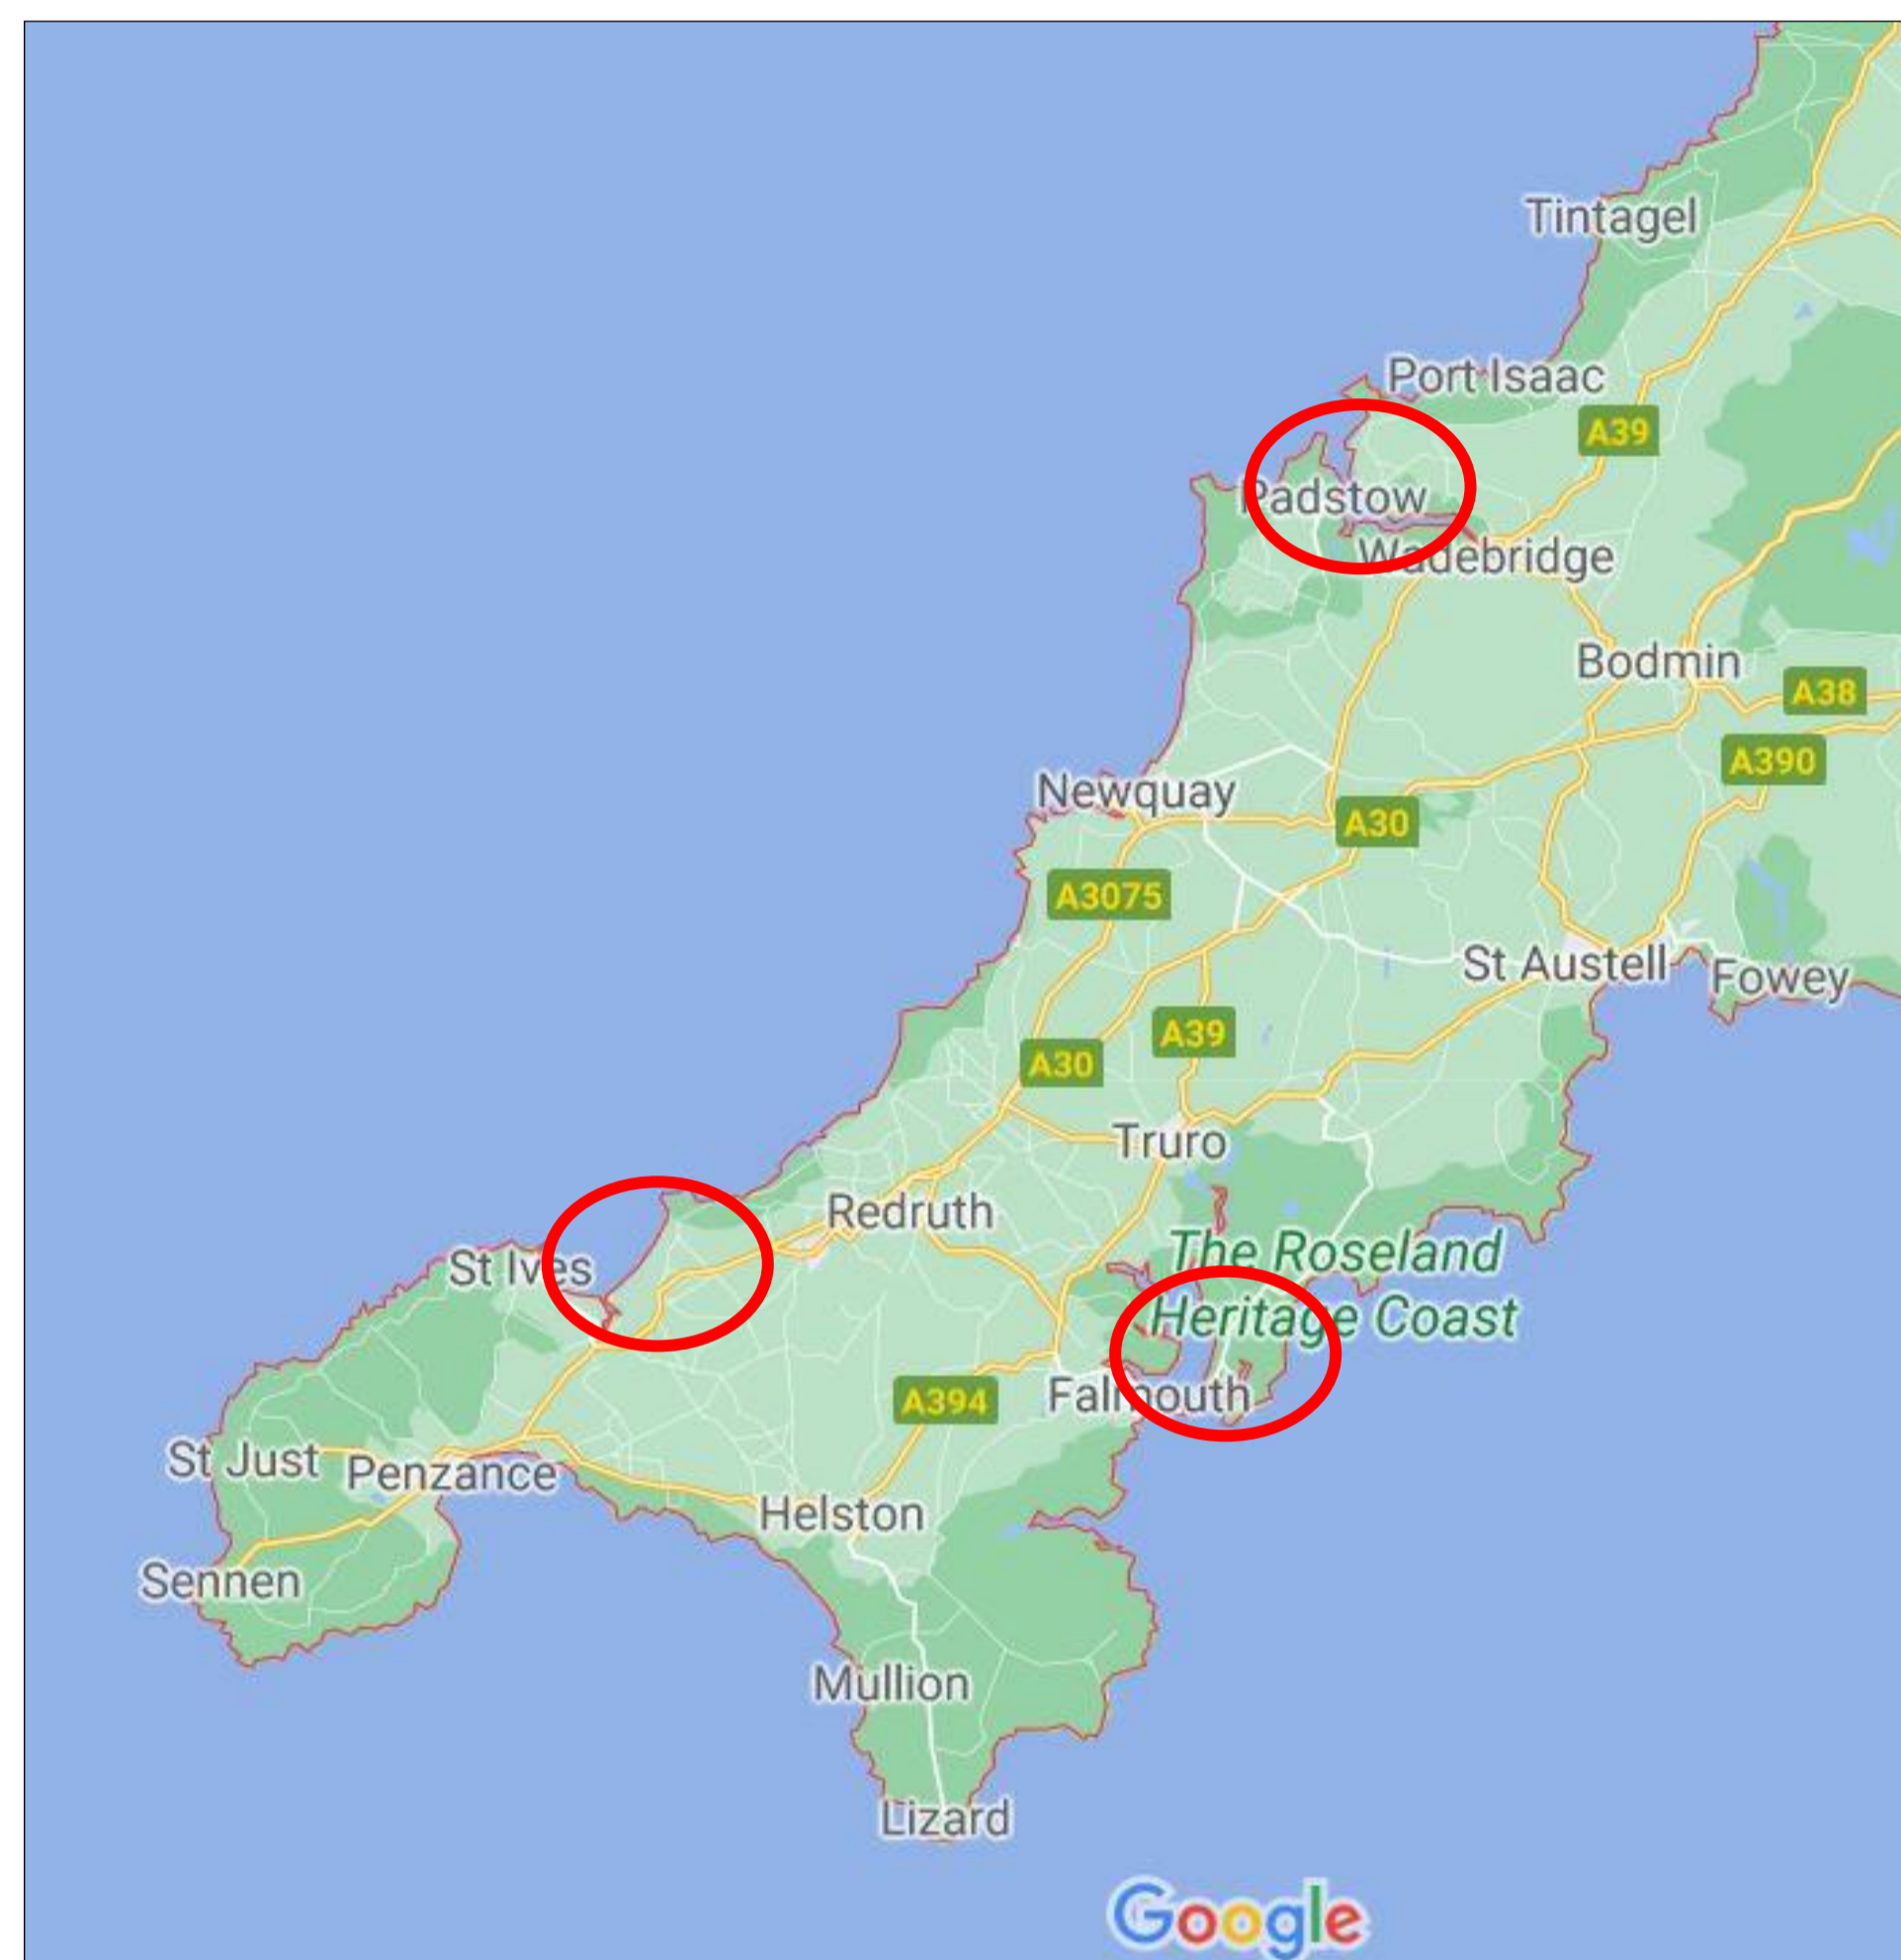 Tintagel
Port Isaac
A39
Padstow
Wadebridge
Bodmin
A38
A390
Newquay
A30
A3075
St Austell
Fowey
A39
A30
Truro
Redruth
The Roseland
Heritage Coast
St Ives
Falmouth
A394
St Just
Penzance
Helston
Sennen
Mullion
Lizard
Google